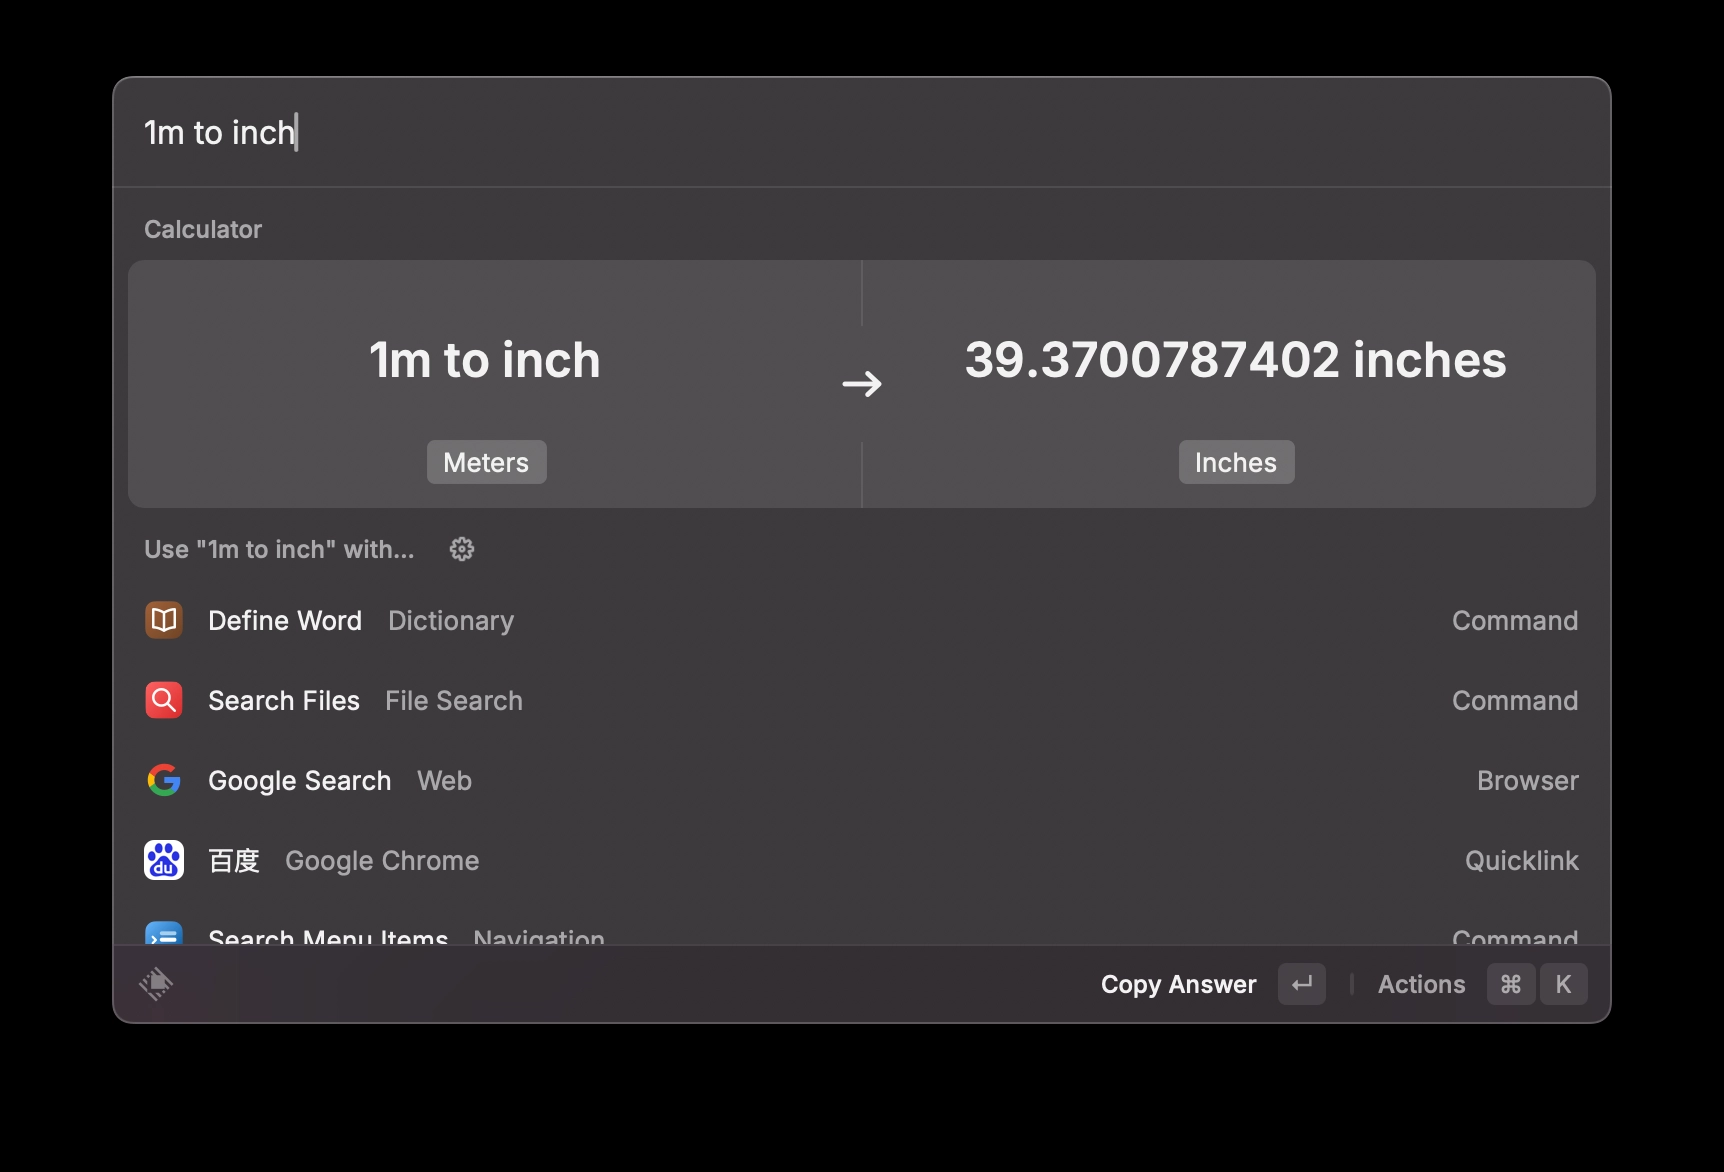 1m to inch
Calculator
1m to inch → 39.3700787402 inches
Meters Inches
Use "1m to inch" with...
Define Word Dictionary Command
Search Files File Search Command
Google Search Web Browser
du 百度 Google Chrome Quicklink
Search Menu Items Navigation Command
Copy Answer ↵ Actions ⌘ K